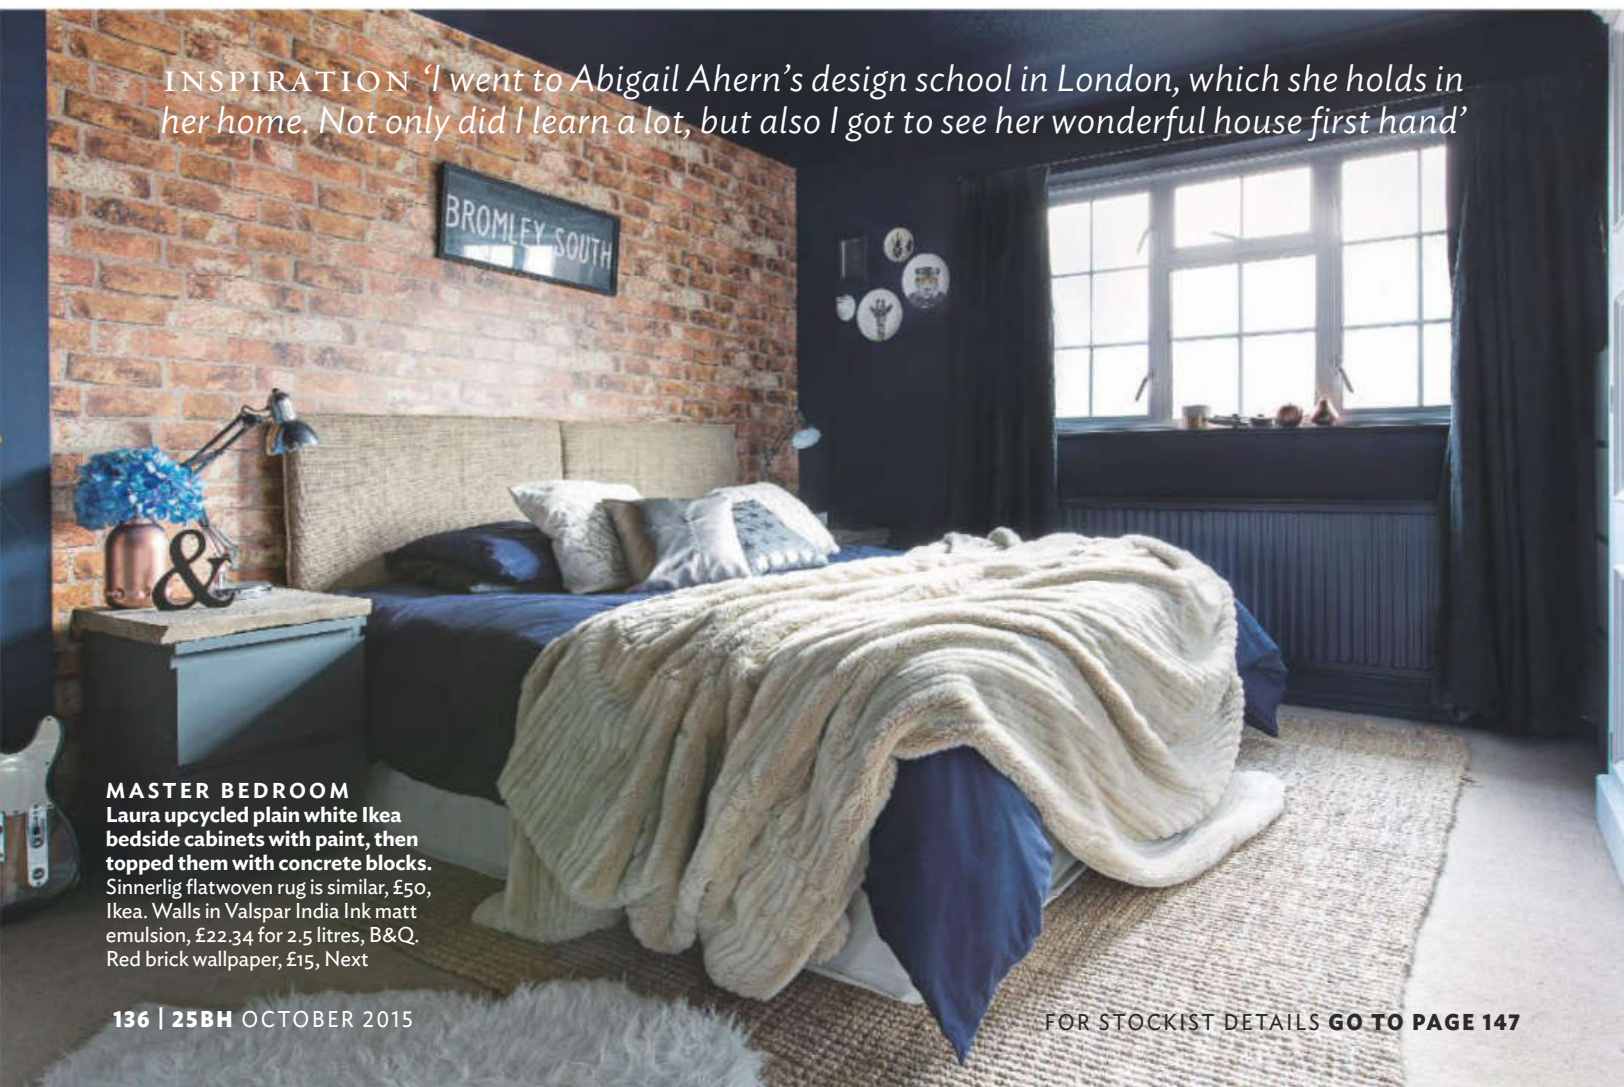 INSPIRATION ‘I went to Abigail Ahern’s design school in London, which she holds in
her home. Not only did I learn a lot, but also I got to see her wonderful house first hand’
BROMLEY SOUTH
&
MASTER BEDROOM
Laura upcycled plain white Ikea
bedside cabinets with paint, then
topped them with concrete blocks.
Sinnerlig flatwoven rug is similar, £50,
Ikea. Walls in Valspar India Ink matt
emulsion, £22.34 for 2.5 litres, B&Q.
Red brick wallpaper, £15, Next
136 | 25BH OCTOBER 2015
FOR STOCKIST DETAILS GO TO PAGE 147